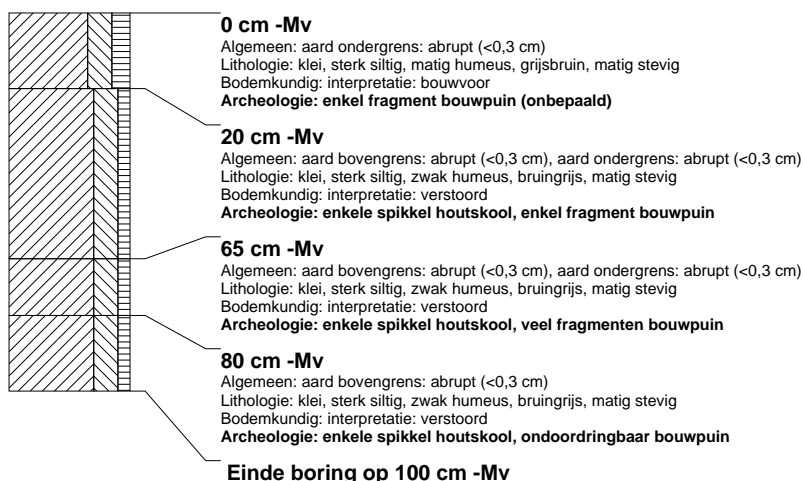 0 cm -Mv
Algemeen: aard ondergrens: abrupt (<0,3 cm)
Lithologie: klei, sterk siltig, matig humeus, grijsbruin, matig stevig
Bodemkundig: interpretatie: bouwvoor
Archeologie: enkel fragment bouwpuin (onbepaald)
20 cm -Mv
Algemeen: aard bovengrens: abrupt (<0,3 cm), aard ondergrens: abrupt (<0,3 cm)
Lithologie: klei, sterk siltig, zwak humeus, bruingrijs, matig stevig
Bodemkundig: interpretatie: verstoord
Archeologie: enkele spikkel houtskool, enkel fragment bouwpuin
65 cm -Mv
Algemeen: aard bovengrens: abrupt (<0,3 cm), aard ondergrens: abrupt (<0,3 cm)
Lithologie: klei, sterk siltig, zwak humeus, bruingrijs, matig stevig
Bodemkundig: interpretatie: verstoord
Archeologie: enkele spikkel houtskool, veel fragmenten bouwpuin
80 cm -Mv
Algemeen: aard bovengrens: abrupt (<0,3 cm)
Lithologie: klei, sterk siltig, zwak humeus, bruingrijs, matig stevig
Bodemkundig: interpretatie: verstoord
Archeologie: enkele spikkel houtskool, ondoordringbaar bouwpuin
Einde boring op 100 cm -Mv